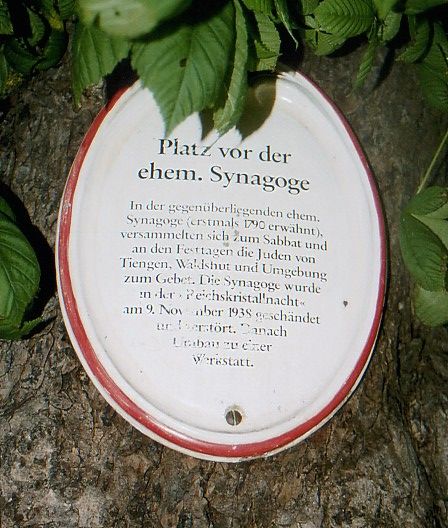 Platz vor der
ehem. Synagoge
In der gegenüberliegenden ehem.
Synagoge (erstmals 1790 erwähnt),
versammelten sich zum Sabbat und
an den Festtagen die Juden von
Tiengen, Waldshut und Umgebung
zum Gebet. Die Synagoge wurde
in der »Reichskristallnacht«
am 9. November 1938 geschändet
und zerstört. Danach
Umbau zu einer
Werkstatt.